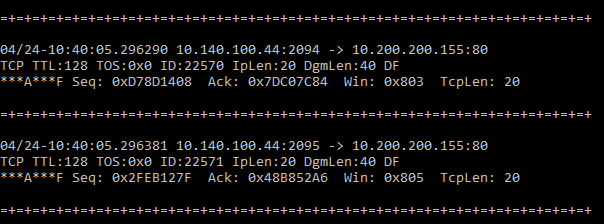 =+=+=+=+=+=+=+=+=+=+=+=+=+=+=+=+=+=+=+=+=+=+=+=+=+=+=+=+=+=+=+=+=+=+=+=+=+
04/24-10:40:05.296290 10.140.100.44:2094 -> 10.200.200.155:80
TCP TTL:128 TOS:0x0 ID:22570 IpLen:20 DgmLen:40 DF
***A***F Seq: 0xD78D1408  Ack: 0x7DC07C84  Win: 0x803  TcpLen: 20
=+=+=+=+=+=+=+=+=+=+=+=+=+=+=+=+=+=+=+=+=+=+=+=+=+=+=+=+=+=+=+=+=+=+=+=+=+
04/24-10:40:05.296381 10.140.100.44:2095 -> 10.200.200.155:80
TCP TTL:128 TOS:0x0 ID:22571 IpLen:20 DgmLen:40 DF
***A***F Seq: 0x2FEB127F  Ack: 0x48B852A6  Win: 0x805  TcpLen: 20
=+=+=+=+=+=+=+=+=+=+=+=+=+=+=+=+=+=+=+=+=+=+=+=+=+=+=+=+=+=+=+=+=+=+=+=+=+